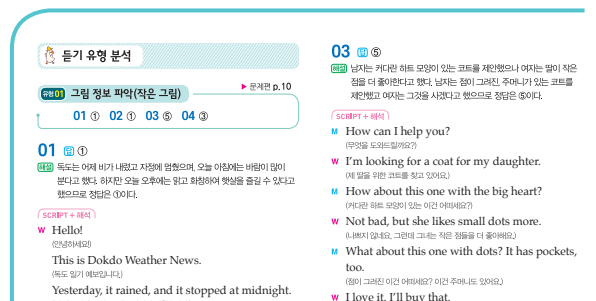 듣기 유형 분석
유형 01 그림 정보 파악(작은 그림)
▶ 문제편 p.10
01 ① 02 ① 03 ⑤ 04 ③
01 답 ①
해설 독도는 어제 비가 내렸고 자정에 멈췄으며, 오늘 아침에는 바람이 많이
분다고 했다. 하지만 오늘 오후에는 맑고 화창하여 햇살을 즐길 수 있다고
했으므로 정답은 ①이다.
SCRIPT + 해석
W Hello!
(안녕하세요!)
This is Dokdo Weather News.
(독도 일기 예보입니다.)
Yesterday, it rained, and it stopped at midnight.
03 답 ⑤
해설 남자는 커다란 하트 모양이 있는 코트를 제안했으나 여자는 딸이 작은
점을 더 좋아한다고 했다. 남자는 점이 그려진, 주머니가 있는 코트를
제안했고 여자는 그것을 사겠다고 했으므로 정답은 ⑤이다.
SCRIPT + 해석
M How can I help you?
(무엇을 도와드릴까요?)
W I'm looking for a coat for my daughter.
(제 딸을 위한 코트를 찾고 있어요.)
M How about this one with the big heart?
(커다란 하트 모양이 있는 이건 어떠세요?)
W Not bad, but she likes small dots more.
(나쁘지 않네요, 그런데 그녀는 작은 점들을 더 좋아해요.)
M What about this one with dots? It has pockets,
too.
(점이 그려진 이건 어떠세요? 이건 주머니도 있어요.)
W I love it. I'll buy that.